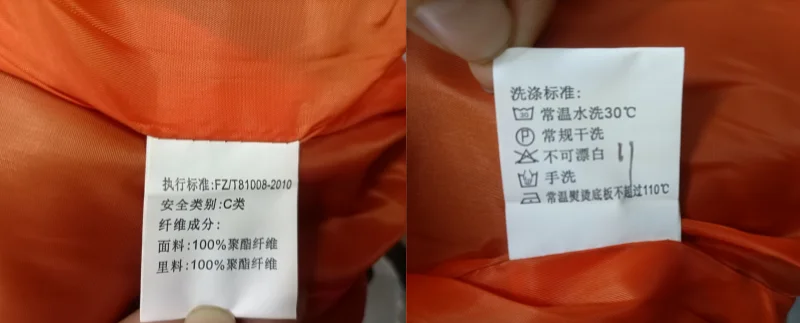 执行标准:FZ/T81008-2010
安全类别:C类
纤维成分:
面料:100%聚酯纤维
里料:100%聚酯纤维
洗涤标准:
30 常温水洗30℃
P 常规干洗
不可漂白
手洗
常温熨烫底板不超过110℃